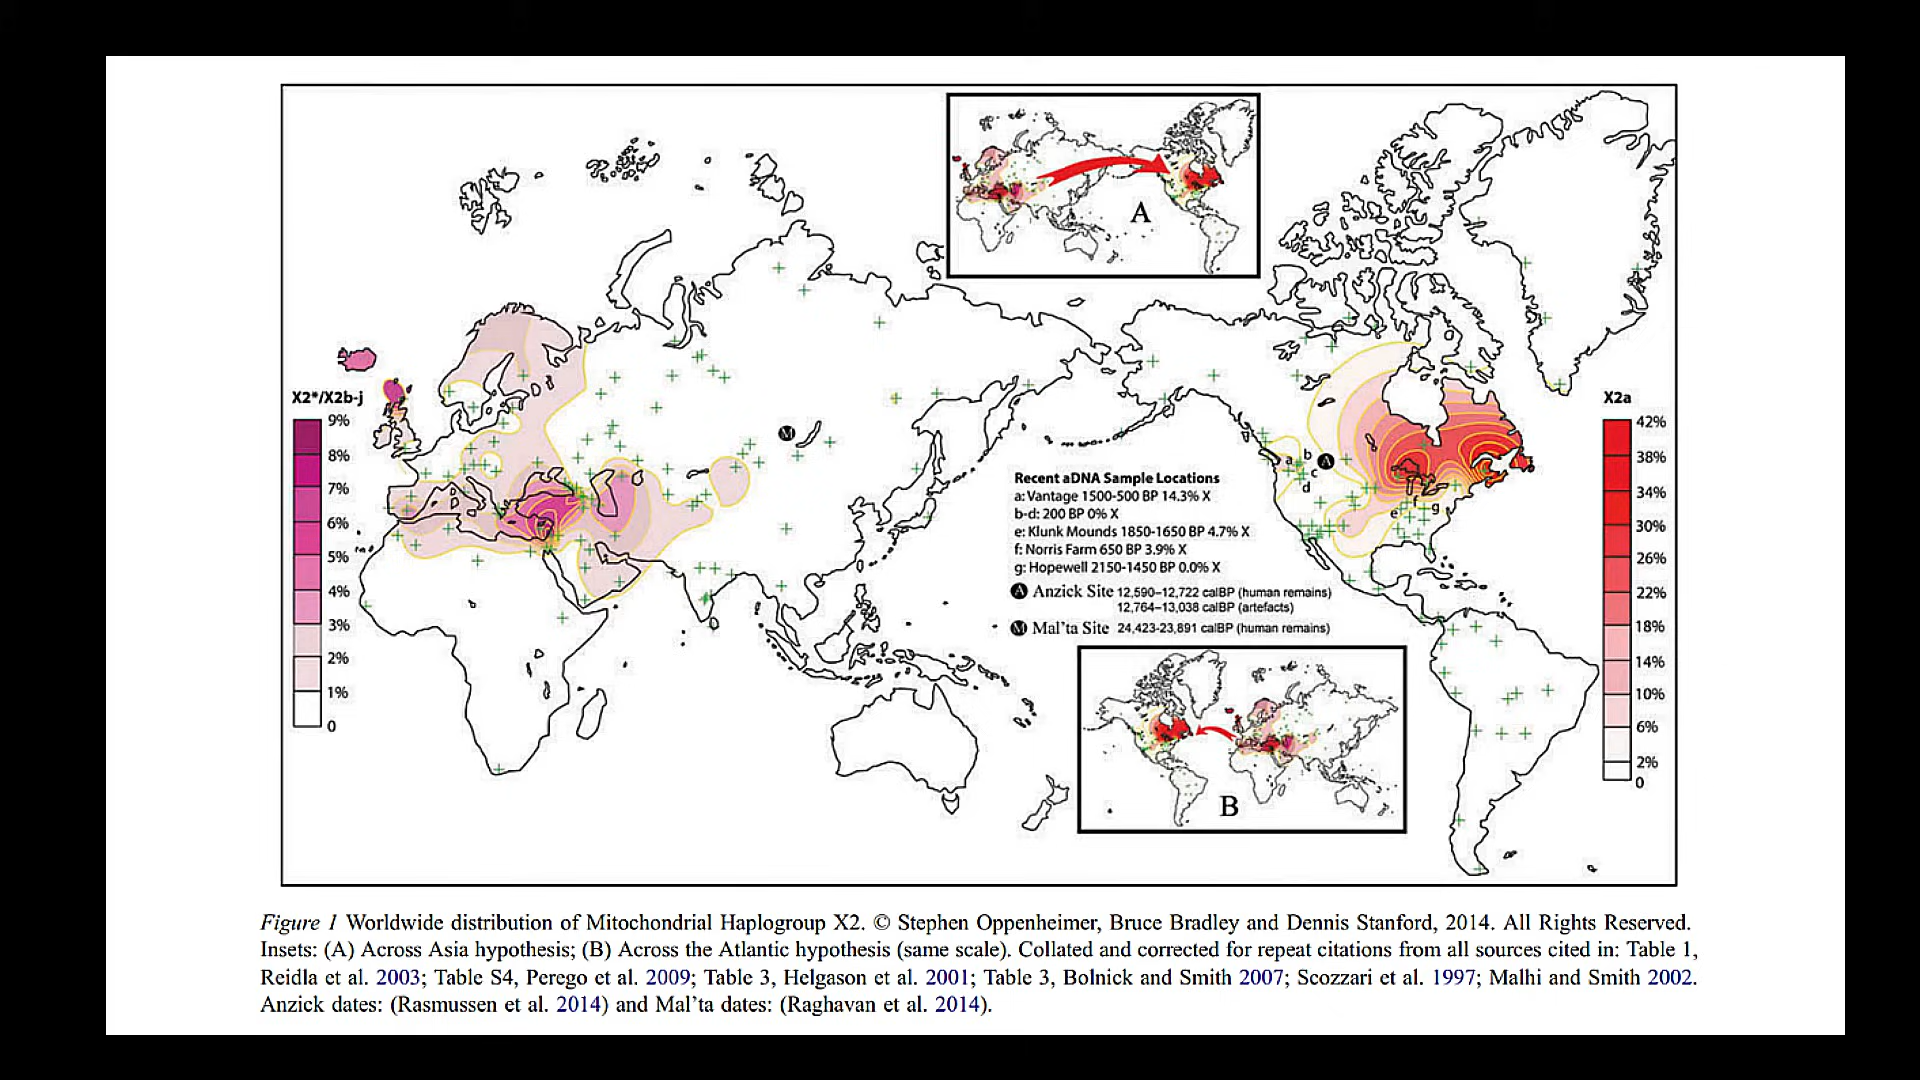 A
X2*/X2b-j
9%
8%
7%
6%
5%
4%
3%
2%
1%
0
M
a
b
A
c
d
e
f
g
Recent aDNA Sample Locations
a: Vantage 1500-500 BP 14.3% X
b-d: 200 BP 0% X
e: Klunk Mounds 1850-1650 BP 4.7% X
f: Norris Farm 650 BP 3.9% X
g: Hopewell 2150-1450 BP 0.0% X
A Anzick Site 12,590–12,722 calBP (human remains)
12,764–13,038 calBP (artefacts)
M Mal'ta Site 24,423-23,891 calBP (human remains)
B
X2a
42%
38%
34%
30%
26%
22%
18%
14%
10%
6%
2%
0
Figure 1 Worldwide distribution of Mitochondrial Haplogroup X2. © Stephen Oppenheimer, Bruce Bradley and Dennis Stanford, 2014. All Rights Reserved.
Insets: (A) Across Asia hypothesis; (B) Across the Atlantic hypothesis (same scale). Collated and corrected for repeat citations from all sources cited in: Table 1,
Reidla et al. 2003; Table S4, Perego et al. 2009; Table 3, Helgason et al. 2001; Table 3, Bolnick and Smith 2007; Scozzari et al. 1997; Malhi and Smith 2002.
Anzick dates: (Rasmussen et al. 2014) and Mal'ta dates: (Raghavan et al. 2014).